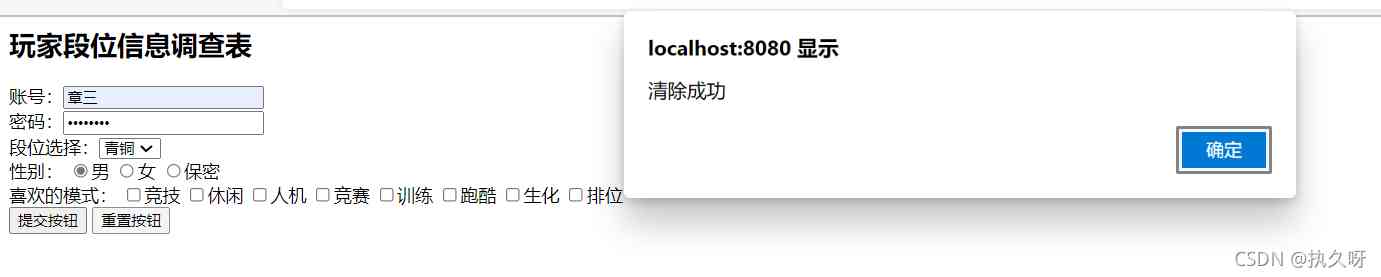 玩家段位信息调查表
账号：章三
密码：••••••••
段位选择：青铜
性别： 男 女 保密
喜欢的模式： 竞技 休闲 人机 竞赛 训练 跑酷 生化 排位
提交按钮 重置按钮
localhost:8080 显示
清除成功
确定
CSDN @执久呀